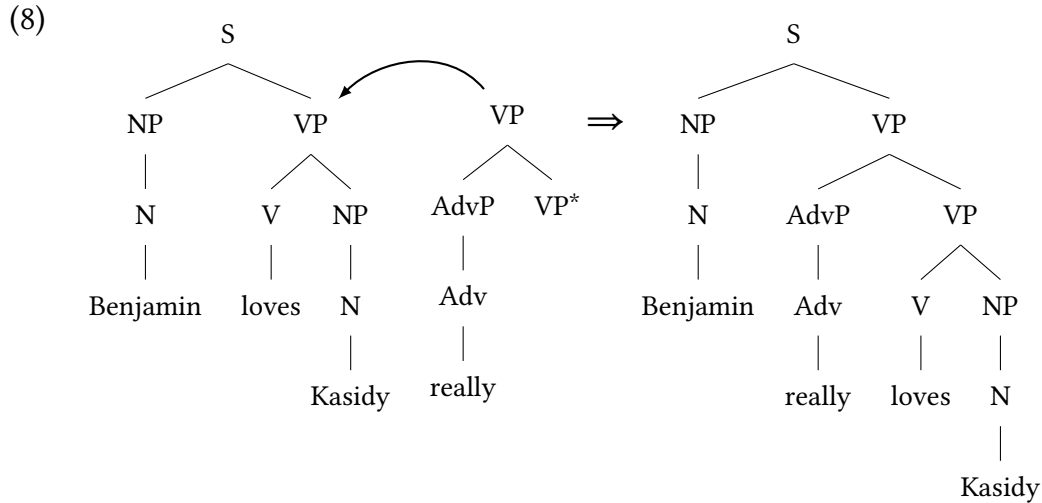 (8)
S S
NP VP VP ⇒ NP VP
N V NP AdvP VP* N AdvP VP
Benjamin loves N Adv Benjamin Adv V NP
Kasidy really really loves N
Kasidy